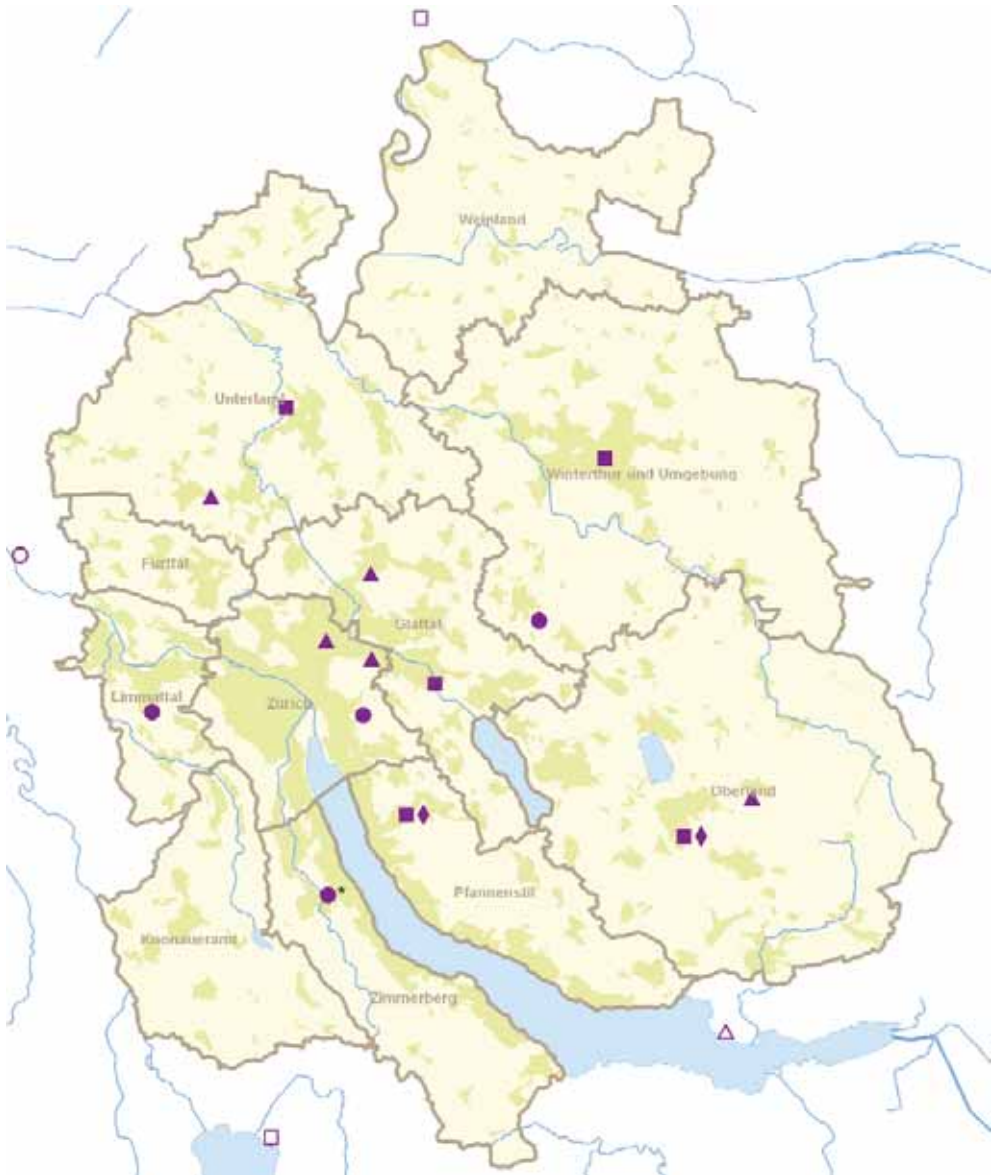 Weinland
Unterland
Winterthur und Umgebung
Furttal
Glattal
Limmattal
Zürich
Oberland
*
Pfannenstil
Knonaueramt
Zimmerberg